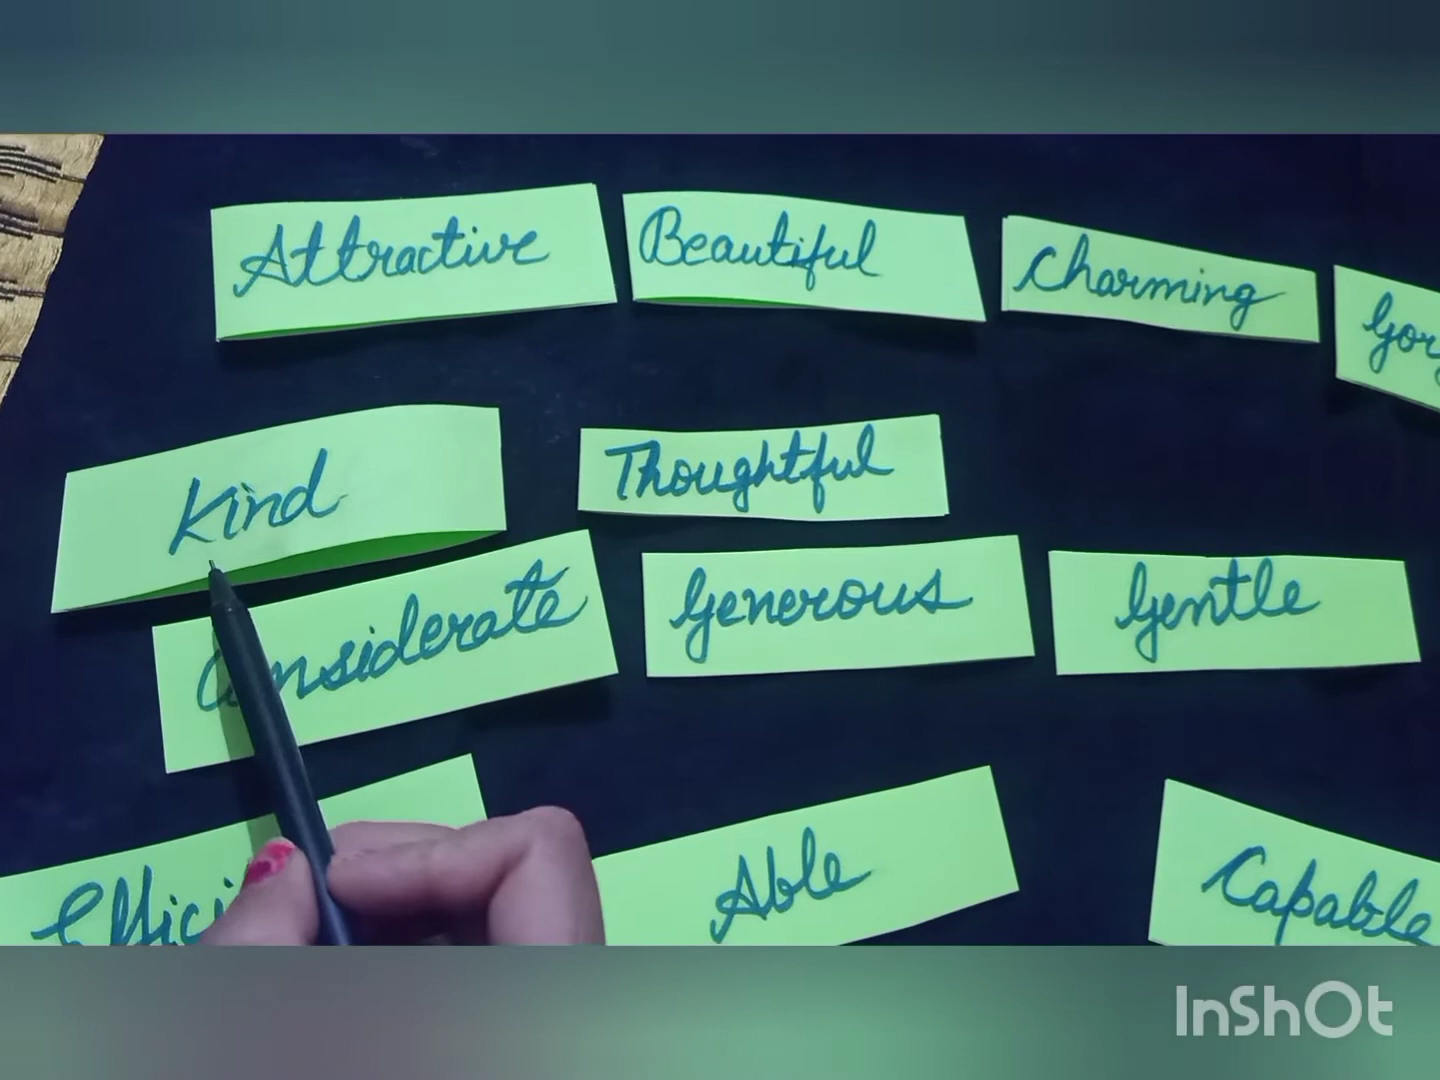 Attractive Beautiful Charming
Kind Thoughtful
Considerate Generous Gentle
Able Capable
InShOt